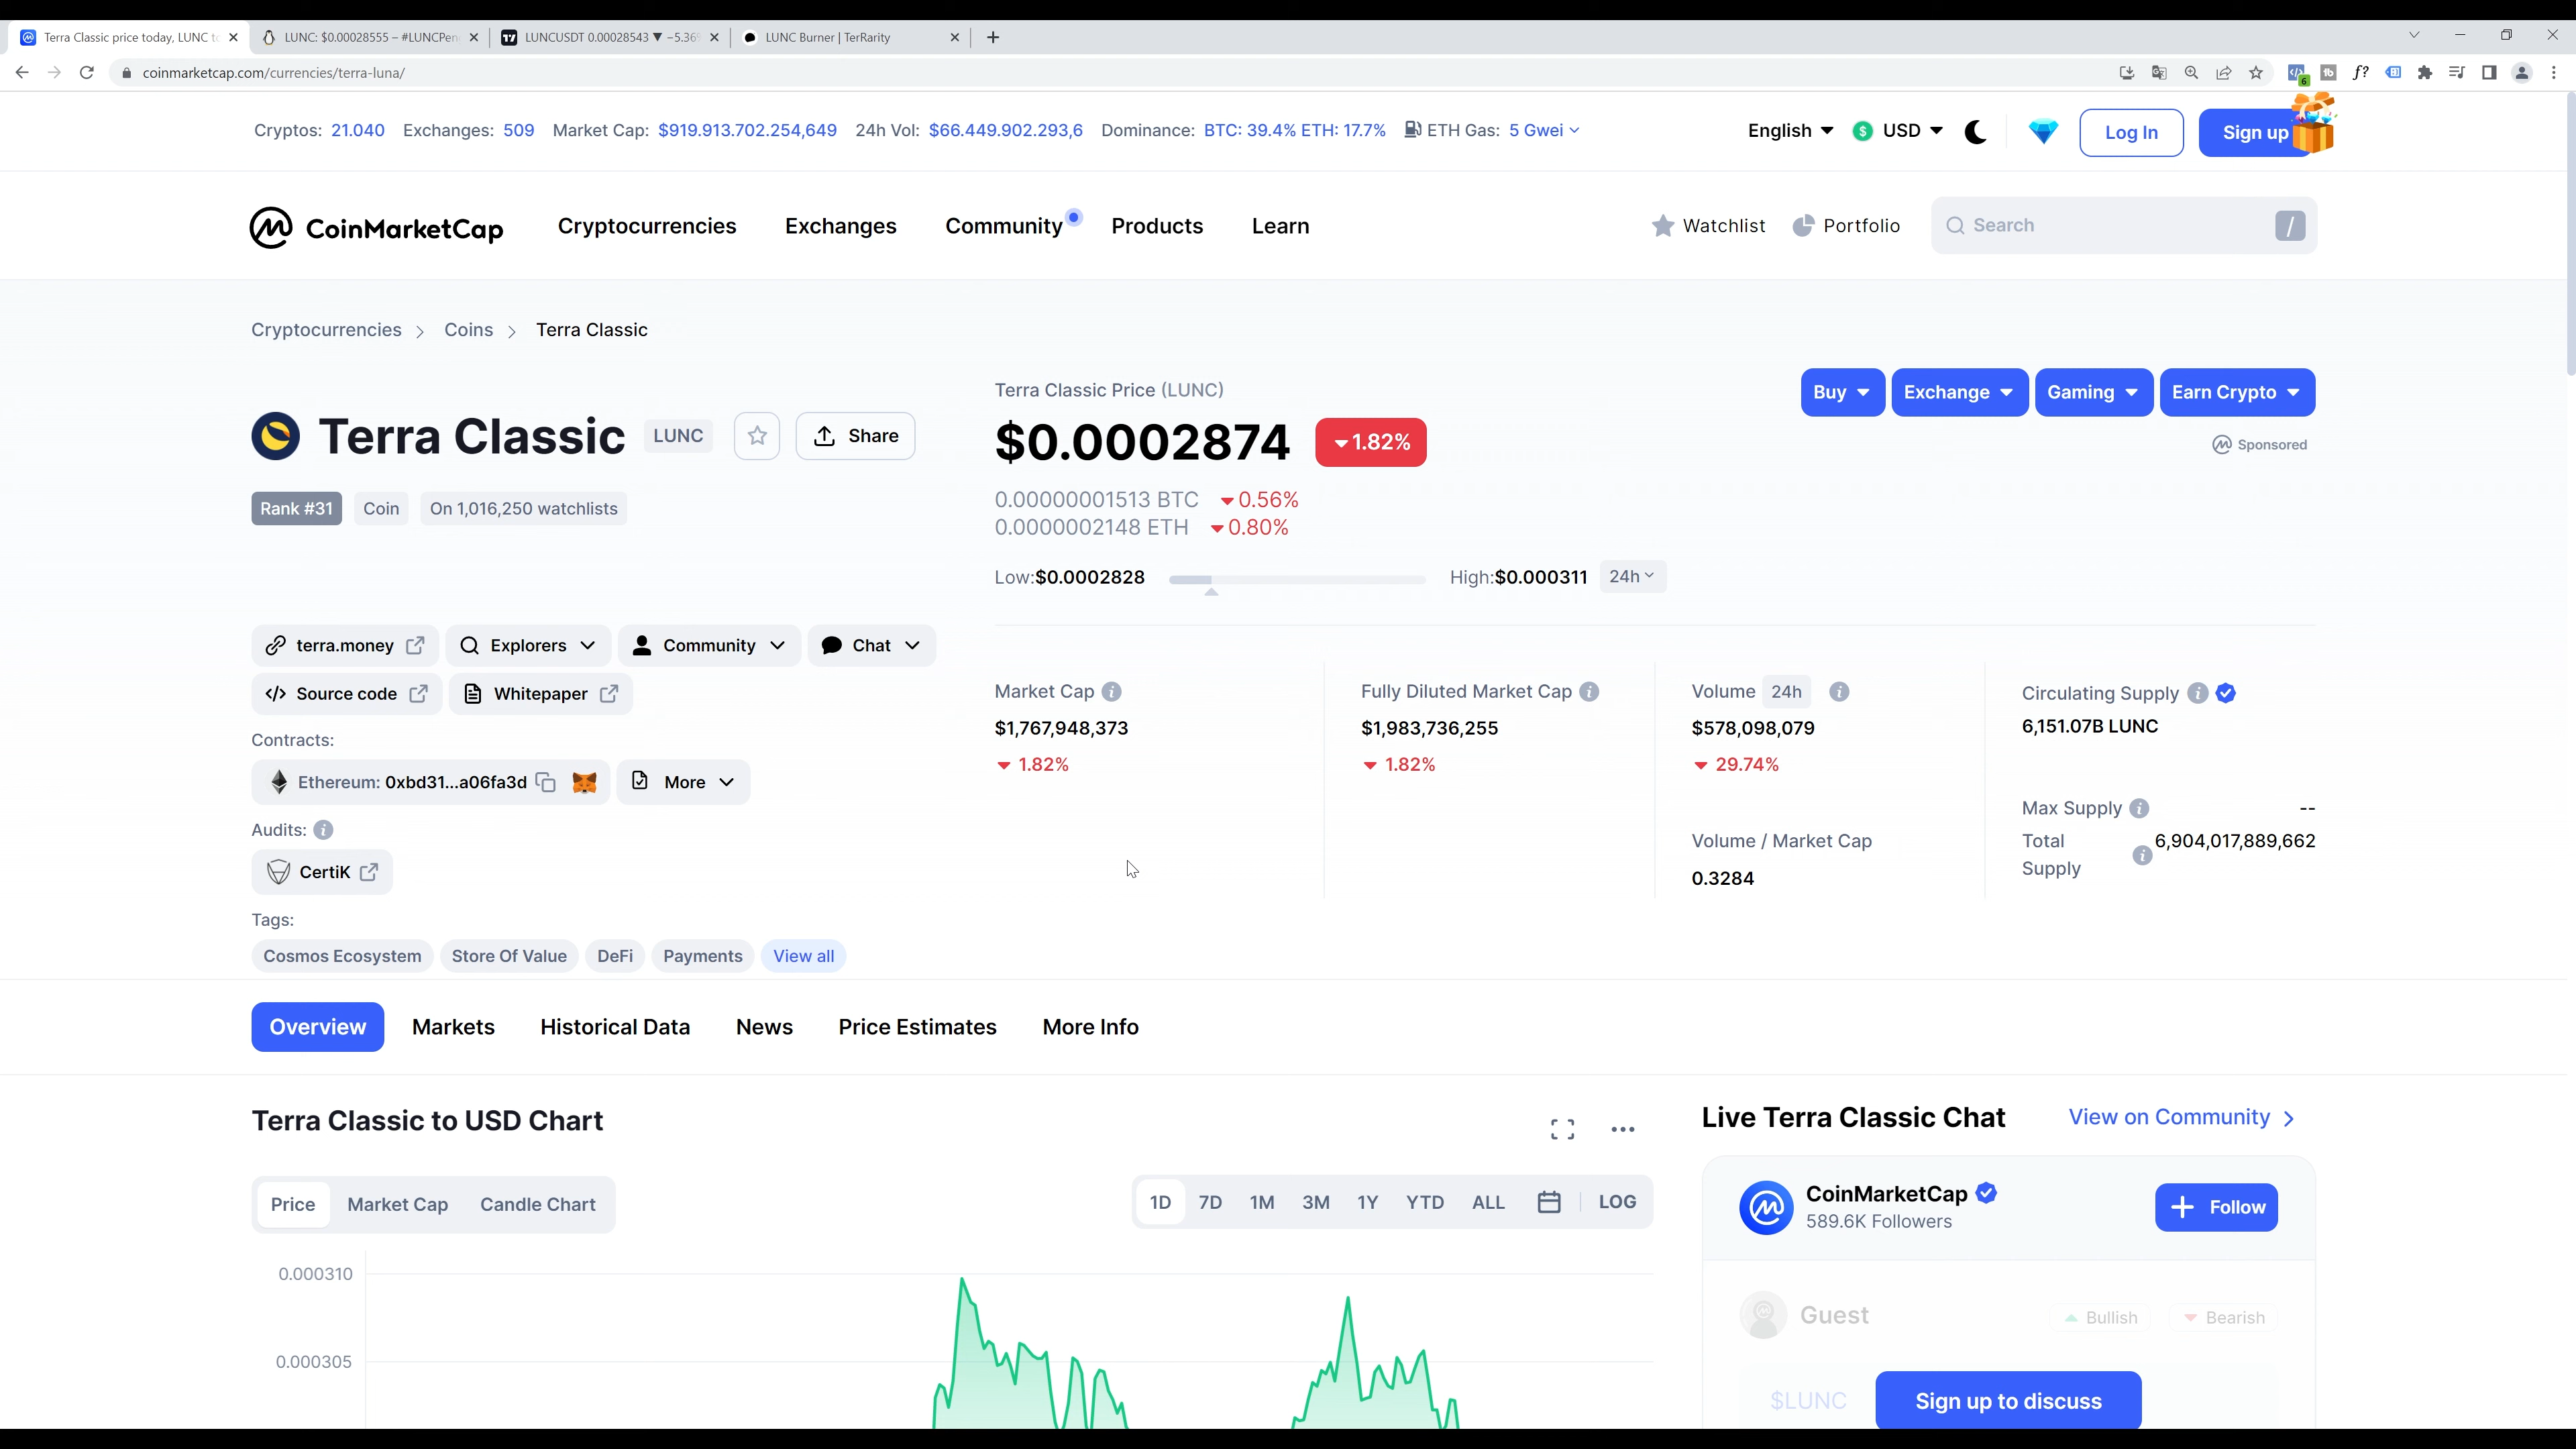 Terra Classic price today, LUNC to
LUNC: $0.00028555 – #LUNCPen
LUNCUSDT 0.00028543 ▼ −5.36%
LUNC Burner | TerRarity
coinmarketcap.com/currencies/terra-luna/
6
Cryptos: 21.040 Exchanges: 509 Market Cap: $919.913.702.254,649 24h Vol: $66.449.902.293,6 Dominance: BTC: 39.4% ETH: 17.7% ETH Gas: 5 Gwei
English USD Log In Sign up
CoinMarketCap Cryptocurrencies Exchanges Community Products Learn
Watchlist Portfolio Search /
Cryptocurrencies > Coins > Terra Classic
Terra Classic LUNC Share
Rank #31 Coin On 1,016,250 watchlists
Terra Classic Price (LUNC)
$0.0002874 1.82%
0.00000001513 BTC 0.56%
0.0000002148 ETH 0.80%
Low:$0.0002828 High:$0.000311 24h
Buy Exchange Gaming Earn Crypto
Sponsored
terra.money Explorers Community Chat
Source code Whitepaper
Contracts:
Ethereum: 0xbd31...a06fa3d More
Audits:
CertiK
Tags:
Cosmos Ecosystem Store Of Value DeFi Payments View all
Market Cap
$1,767,948,373
1.82%
Fully Diluted Market Cap
$1,983,736,255
1.82%
Volume 24h
$578,098,079
29.74%
Volume / Market Cap
0.3284
Circulating Supply
6,151.07B LUNC
Max Supply --
Total Supply 6,904,017,889,662
Overview Markets Historical Data News Price Estimates More Info
Terra Classic to USD Chart
Price Market Cap Candle Chart
1D 7D 1M 3M 1Y YTD ALL LOG
0.000310
0.000305
Live Terra Classic Chat View on Community >
CoinMarketCap
589.6K Followers
+ Follow
Guest Bullish Bearish
$LUNC Sign up to discuss